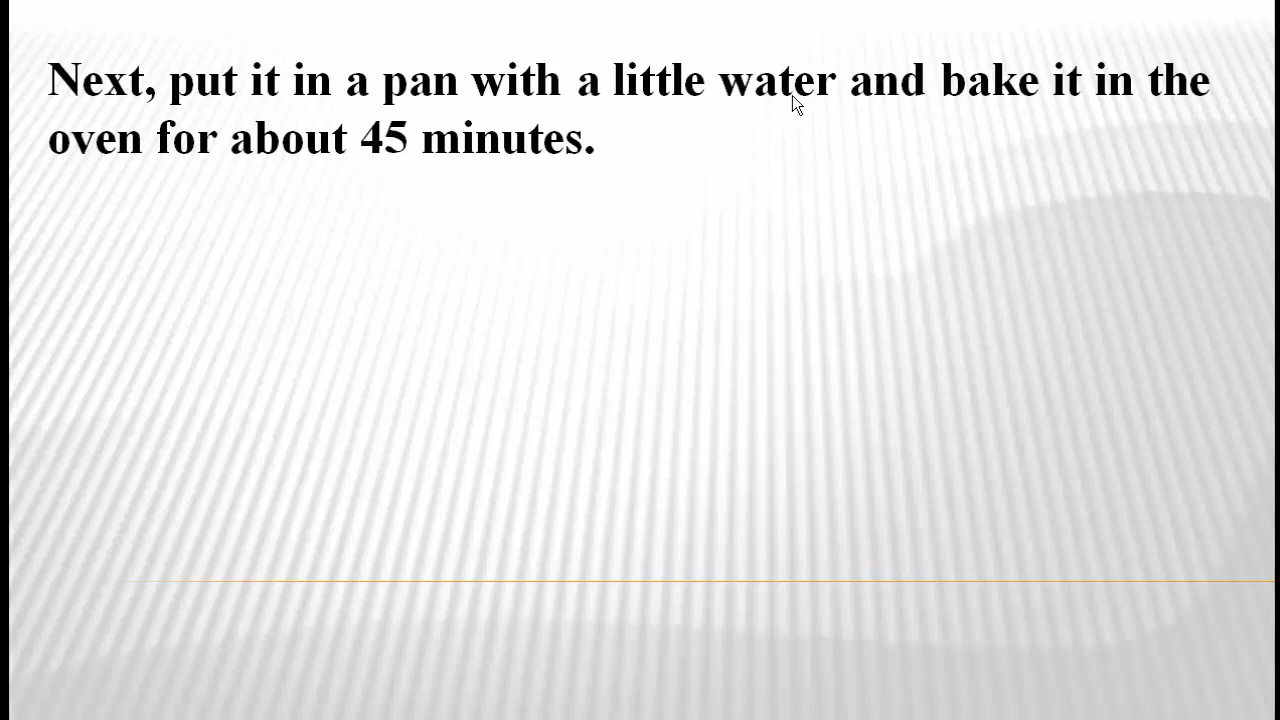 Next, put it in a pan with a little water and bake it in the
oven for about 45 minutes.